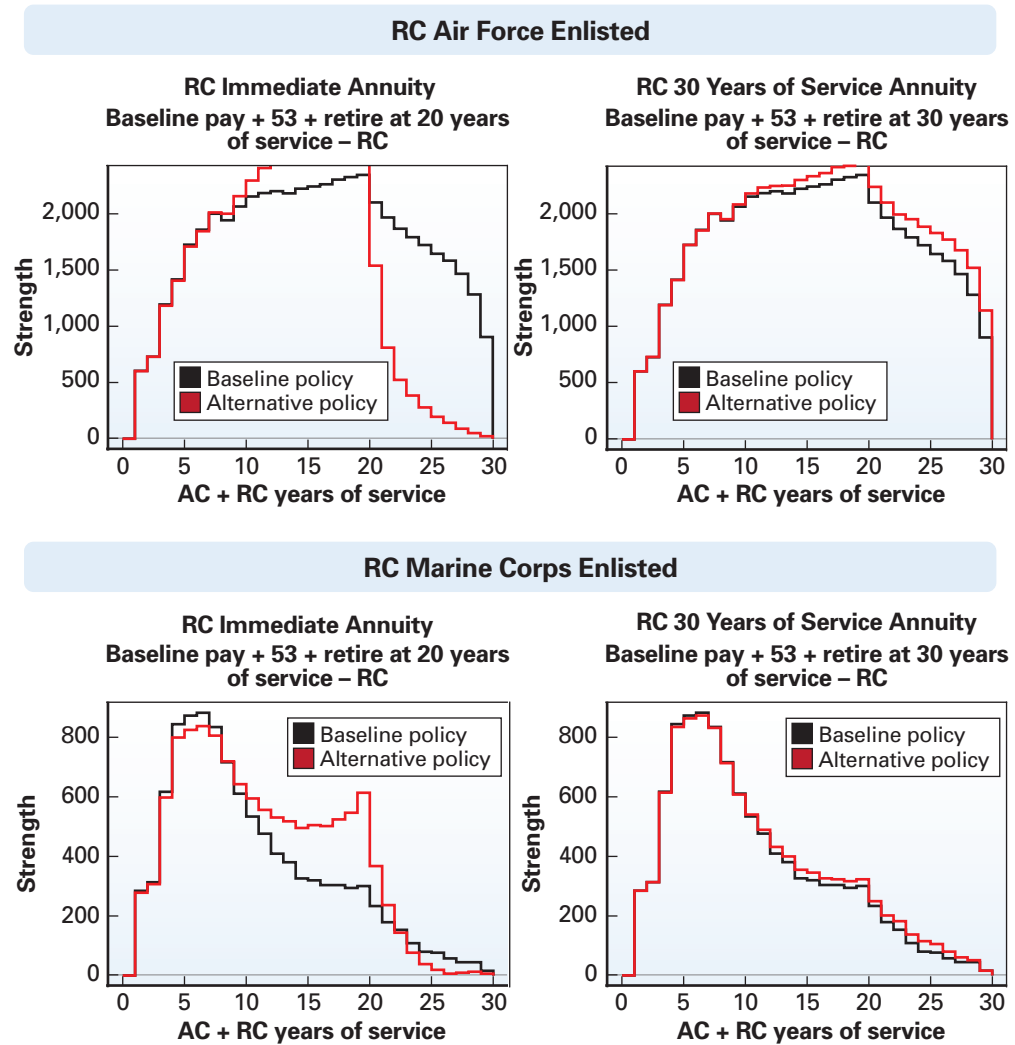 RC Air Force Enlisted
RC Immediate Annuity
Baseline pay + 53 + retire at 20 years
of service – RC
Strength
2,000
1,500
1,000
500
0
Baseline policy
Alternative policy
0 5 10 15 20 25 30
AC + RC years of service
RC 30 Years of Service Annuity
Baseline pay + 53 + retire at 30 years
of service – RC
Strength
2,000
1,500
1,000
500
0
Baseline policy
Alternative policy
0 5 10 15 20 25 30
AC + RC years of service
RC Marine Corps Enlisted
RC Immediate Annuity
Baseline pay + 53 + retire at 20 years
of service – RC
Strength
800
600
400
200
0
Baseline policy
Alternative policy
0 5 10 15 20 25 30
AC + RC years of service
RC 30 Years of Service Annuity
Baseline pay + 53 + retire at 30 years
of service – RC
Strength
800
600
400
200
0
Baseline policy
Alternative policy
0 5 10 15 20 25 30
AC + RC years of service